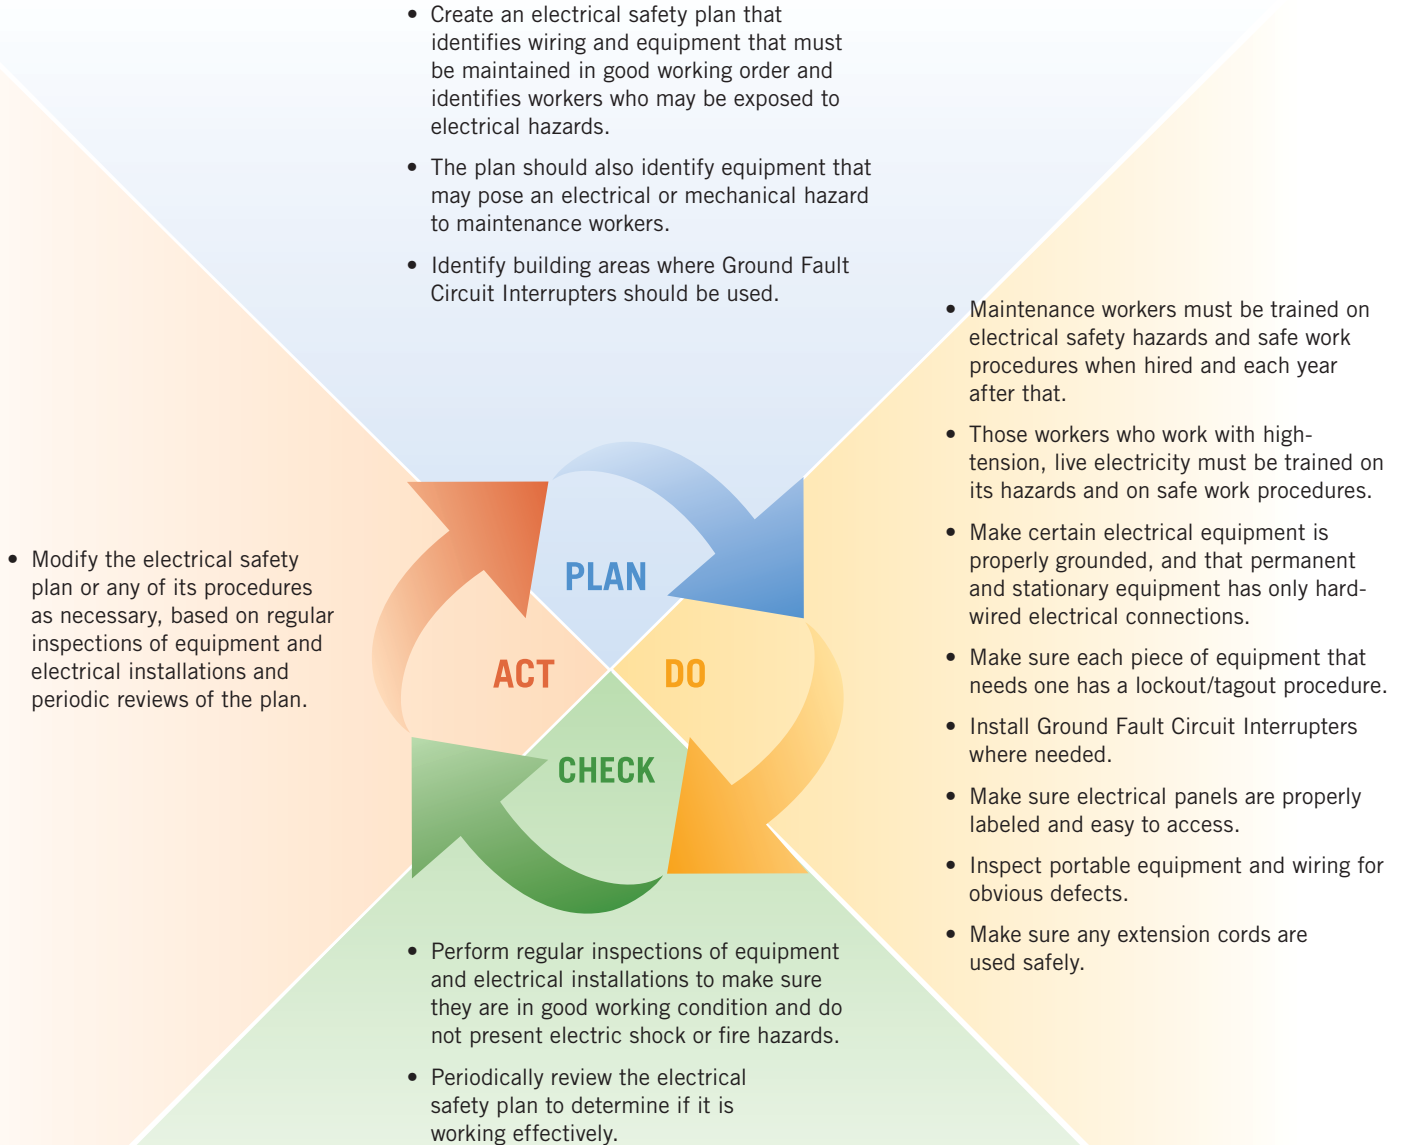 • Create an electrical safety plan that
identifies wiring and equipment that must
be maintained in good working order and
identifies workers who may be exposed to
electrical hazards.
• The plan should also identify equipment that
may pose an electrical or mechanical hazard
to maintenance workers.
• Identify building areas where Ground Fault
Circuit Interrupters should be used.
• Maintenance workers must be trained on
electrical safety hazards and safe work
procedures when hired and each year
after that.
• Those workers who work with high-
tension, live electricity must be trained on
its hazards and on safe work procedures.
• Make certain electrical equipment is
properly grounded, and that permanent
and stationary equipment has only hard-
wired electrical connections.
• Make sure each piece of equipment that
needs one has a lockout/tagout procedure.
• Install Ground Fault Circuit Interrupters
where needed.
• Make sure electrical panels are properly
labeled and easy to access.
• Inspect portable equipment and wiring for
obvious defects.
• Make sure any extension cords are
used safely.
• Modify the electrical safety
plan or any of its procedures
as necessary, based on regular
inspections of equipment and
electrical installations and
periodic reviews of the plan.
PLAN
ACT
DO
CHECK
• Perform regular inspections of equipment
and electrical installations to make sure
they are in good working condition and do
not present electric shock or fire hazards.
• Periodically review the electrical
safety plan to determine if it is
working effectively.